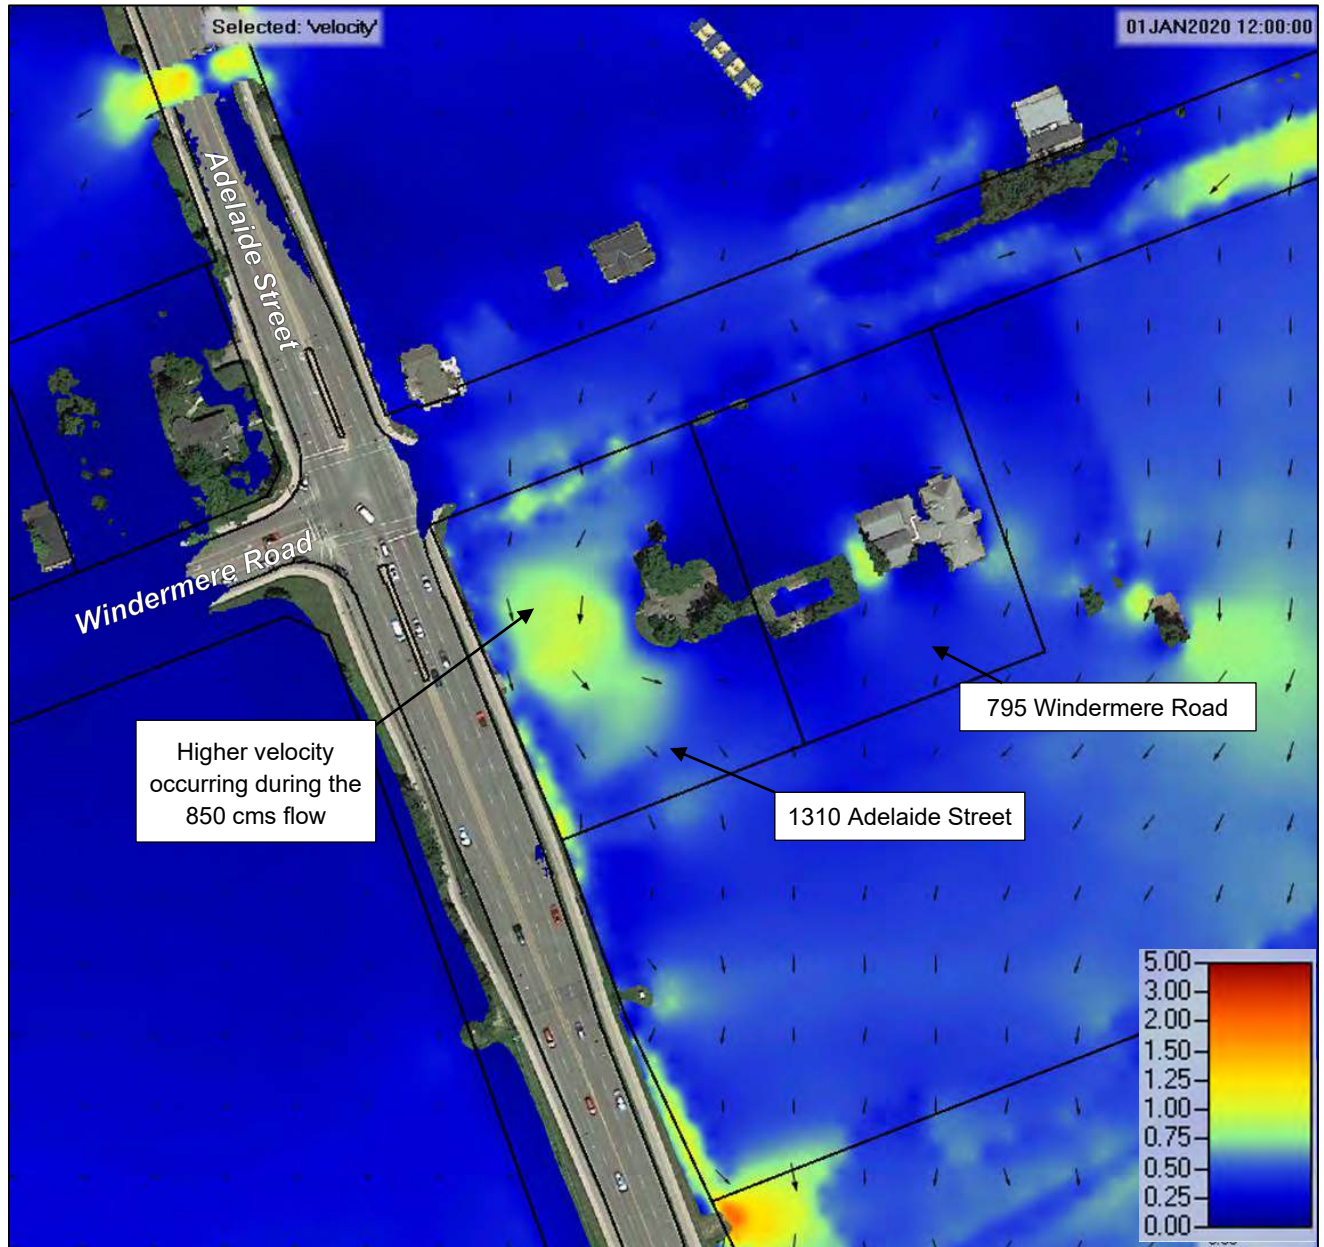 Selected: 'velocity'
01JAN2020 12:00:00
Adelaide Street
Windermere Road
795 Windermere Road
Higher velocity
occurring during the
850 cms flow
1310 Adelaide Street
5.00
3.00
2.00
1.50
1.25
1.00
0.75
0.50
0.25
0.00